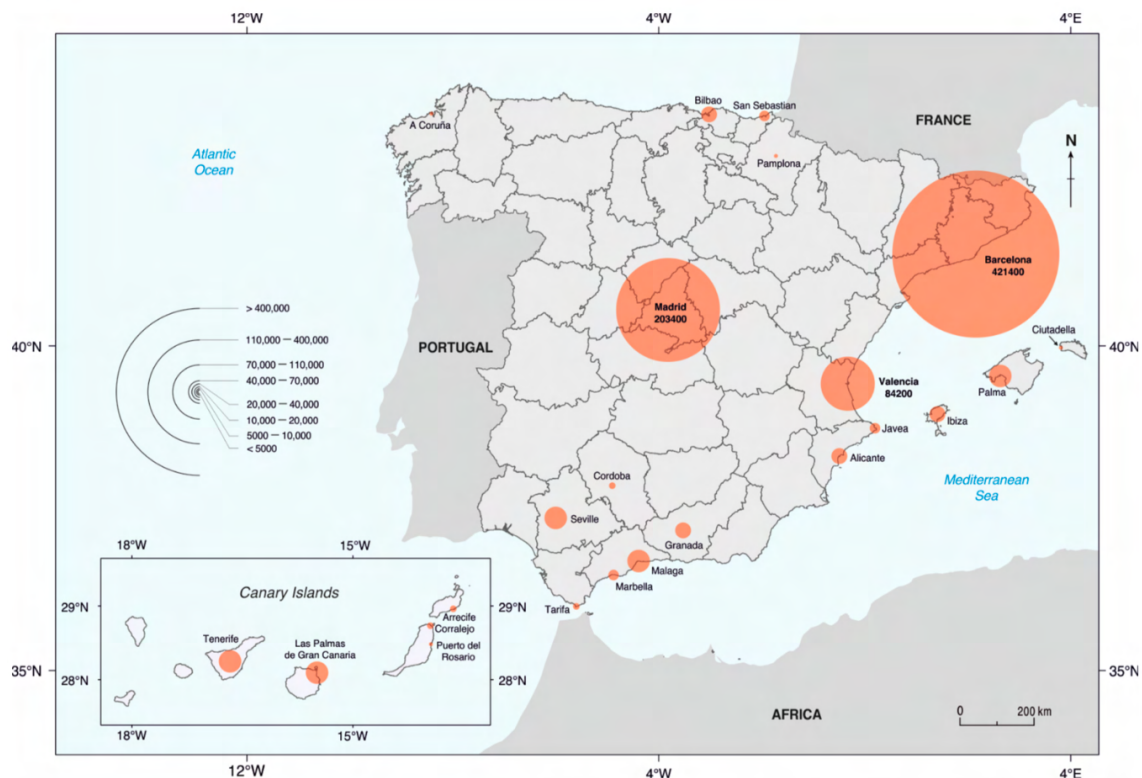 12°W
4°W
4°E
Bilbao
San Sebastian
A Coruña
FRANCE
Pamplona
N
Atlantic
Ocean
Barcelona
421400
Madrid
203400
> 400,000
110,000 — 400,000
70,000 — 110,000
40,000 — 70,000
20,000 — 40,000
10,000 — 20,000
5000 — 10,000
< 5000
Ciutadella
40°N
PORTUGAL
40°N
Valencia
84200
Palma
Ibiza
Javea
Alicante
Mediterranean
Sea
Cordoba
Seville
Granada
Malaga
Marbella
Tarifa
18°W
15°W
Canary Islands
29°N
29°N
Arrecife
Corralejo
Tenerife
Las Palmas
de Gran Canaria
Puerto del
Rosario
28°N
28°N
35°N
35°N
AFRICA
0
200 km
18°W
15°W
12°W
4°W
4°E